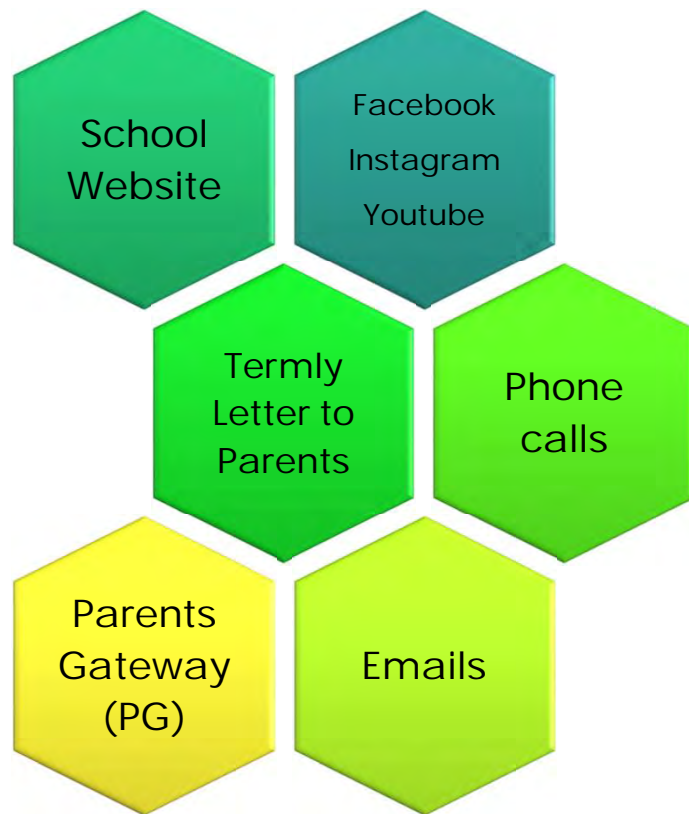 School
Website
Facebook
Instagram
Youtube
Termly
Letter to
Parents
Phone
calls
Parents
Gateway
(PG)
Emails